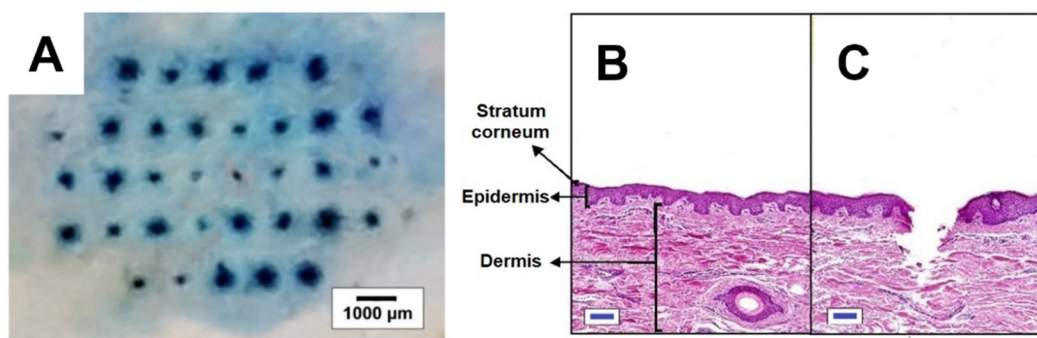 A
1000 µm
B
C
Stratum
corneum
Epidermis
Dermis